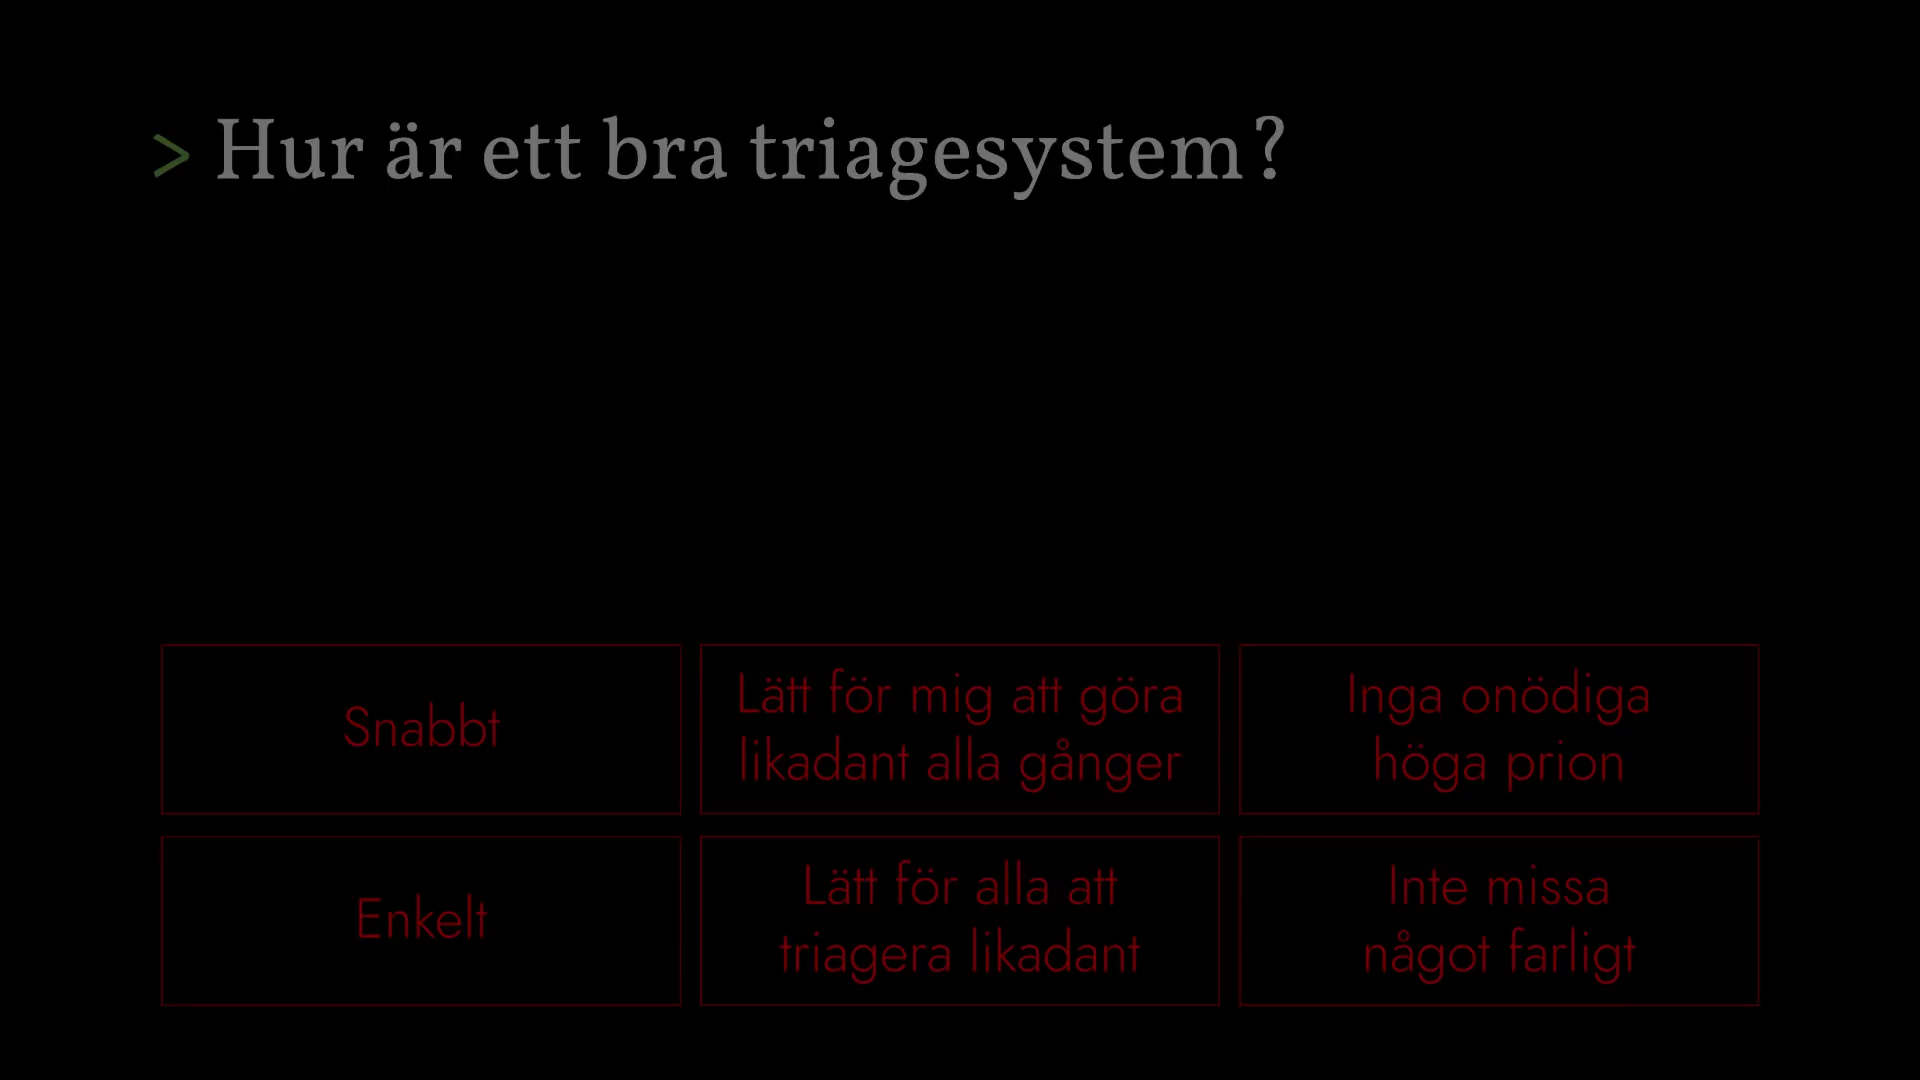 > Hur är ett bra triagesystem?
Snabbt
Lätt för mig att göra
likadant alla gånger
Inga onödiga
höga prion
Enkelt
Lätt för alla att
triagera likadant
Inte missa
något farligt